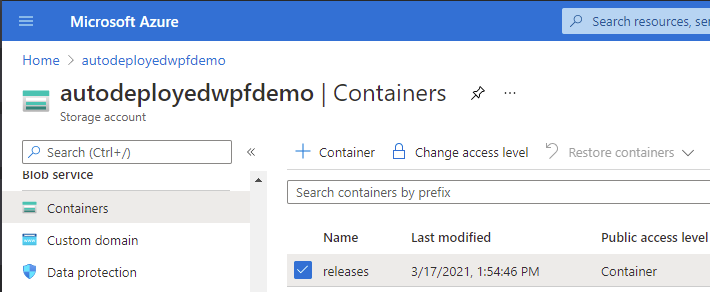 Microsoft Azure
Search resources, se
Home > autodeployedwpfdemo
autodeployedwpfdemo | Containers
Storage account
Search (Ctrl+/)
Container
Change access level
Restore containers
Blob service
Search containers by prefix
Containers
Custom domain
Data protection
Name Last modified Public access level
releases 3/17/2021, 1:54:46 PM Container